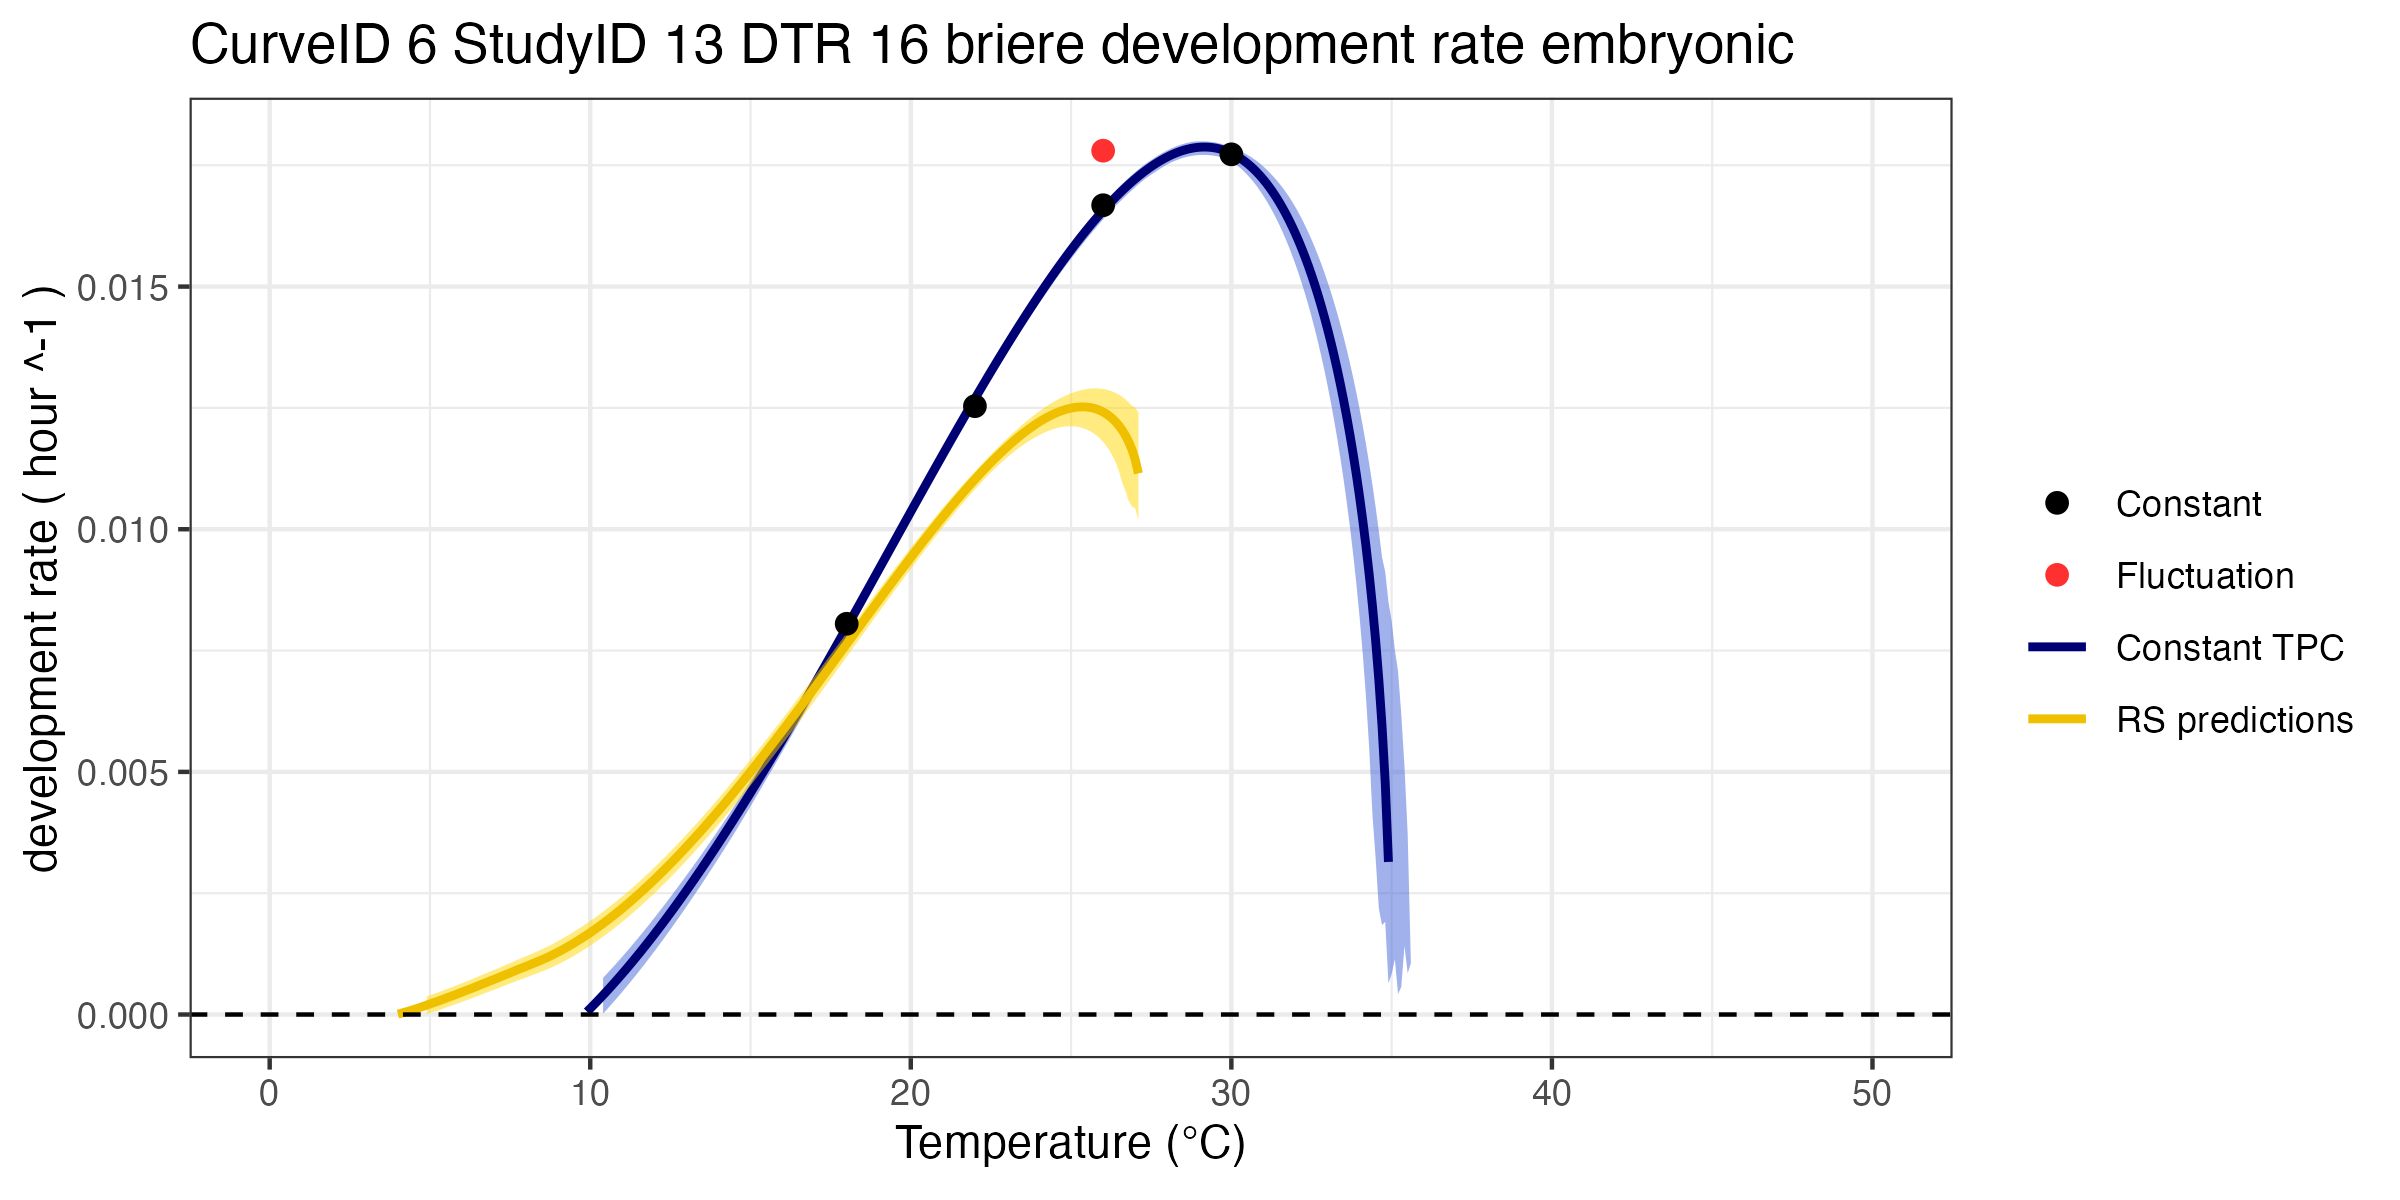 CurveID 6 StudyID 13 DTR 16 briere development rate embryonic
development rate ( hour ^-1 )
0.015
0.010
0.005
0.000
0 10 20 30 40 50
Temperature (°C)
Constant
Fluctuation
Constant TPC
RS predictions